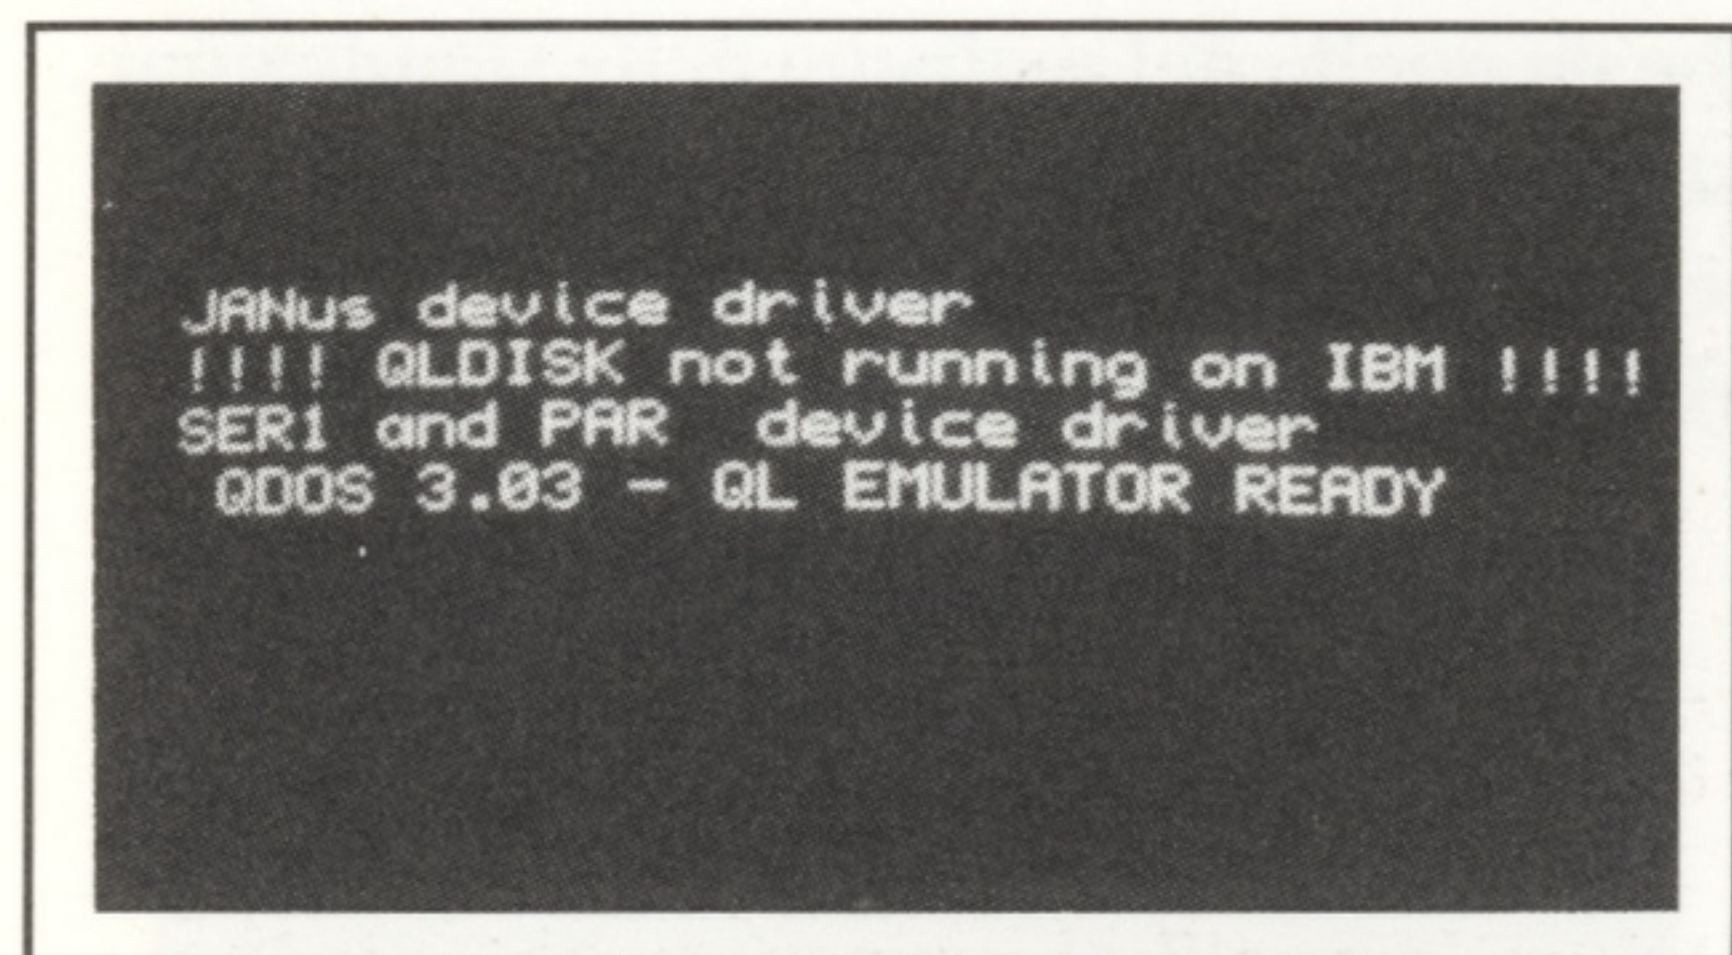 JANus device driver
!!!! QLDISK not running on IBM !!!!
SER1 and PAR  device driver
QDOS 3.03 - QL EMULATOR READY